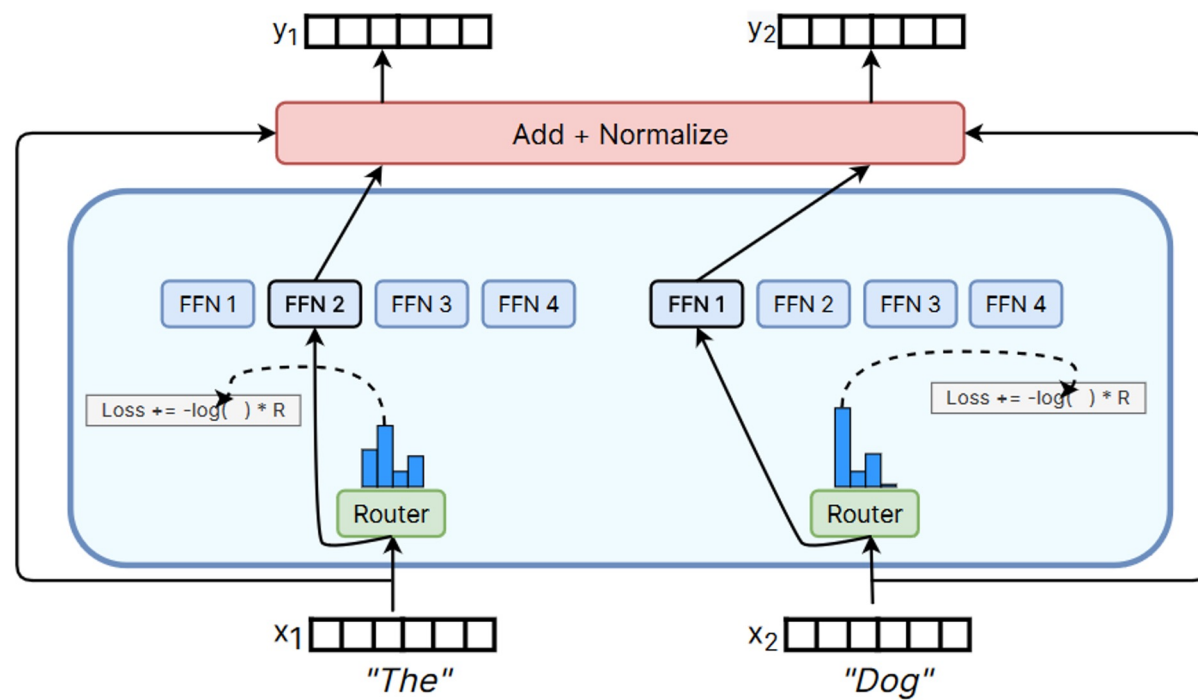 y1 y2
Add + Normalize
FFN 1 FFN 2 FFN 3 FFN 4 FFN 1 FFN 2 FFN 3 FFN 4
Loss += -log( ) * R Loss += -log( ) * R
Router Router
x1 x2
"The" "Dog"